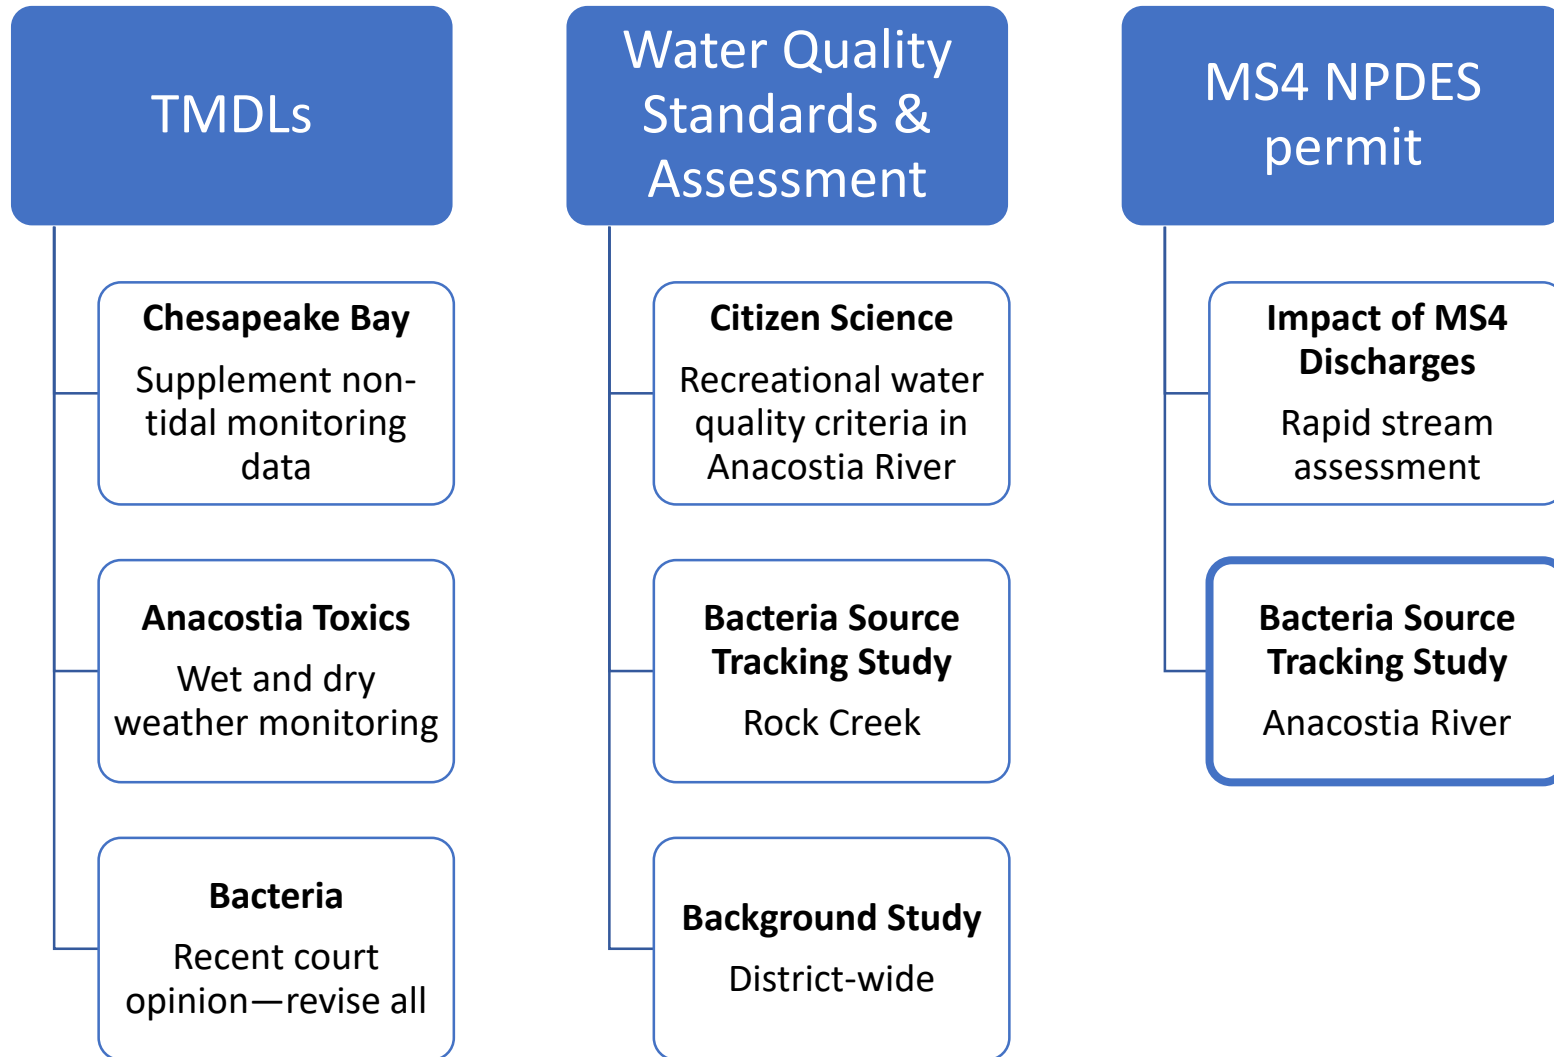 TMDLs
Chesapeake Bay
Supplement non-
tidal monitoring
data
Anacostia Toxics
Wet and dry
weather monitoring
Bacteria
Recent court
opinion—revise all
Water Quality
Standards &
Assessment
Citizen Science
Recreational water
quality criteria in
Anacostia River
Bacteria Source
Tracking Study
Rock Creek
Background Study
District-wide
MS4 NPDES
permit
Impact of MS4
Discharges
Rapid stream
assessment
Bacteria Source
Tracking Study
Anacostia River